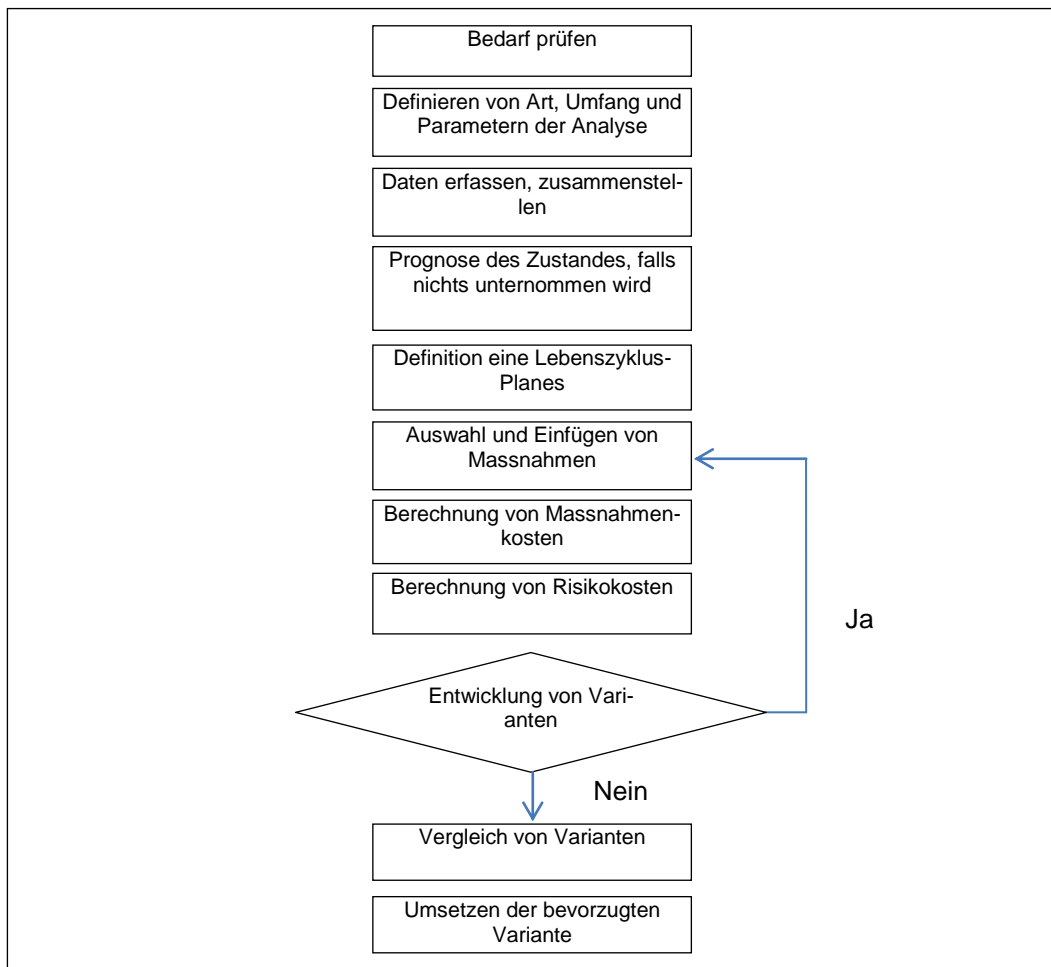 Bedarf prüfen
Definieren von Art, Umfang und
Parametern der Analyse
Daten erfassen, zusammenstel-
len
Prognose des Zustandes, falls
nichts unternommen wird
Definition eine Lebenszyklus-
Planes
Auswahl und Einfügen von
Massnahmen
Berechnung von Massnahmen-
kosten
Berechnung von Risikokosten
Ja
Entwicklung von Vari-
anten
Nein
Vergleich von Varianten
Umsetzen der bevorzugten
Variante